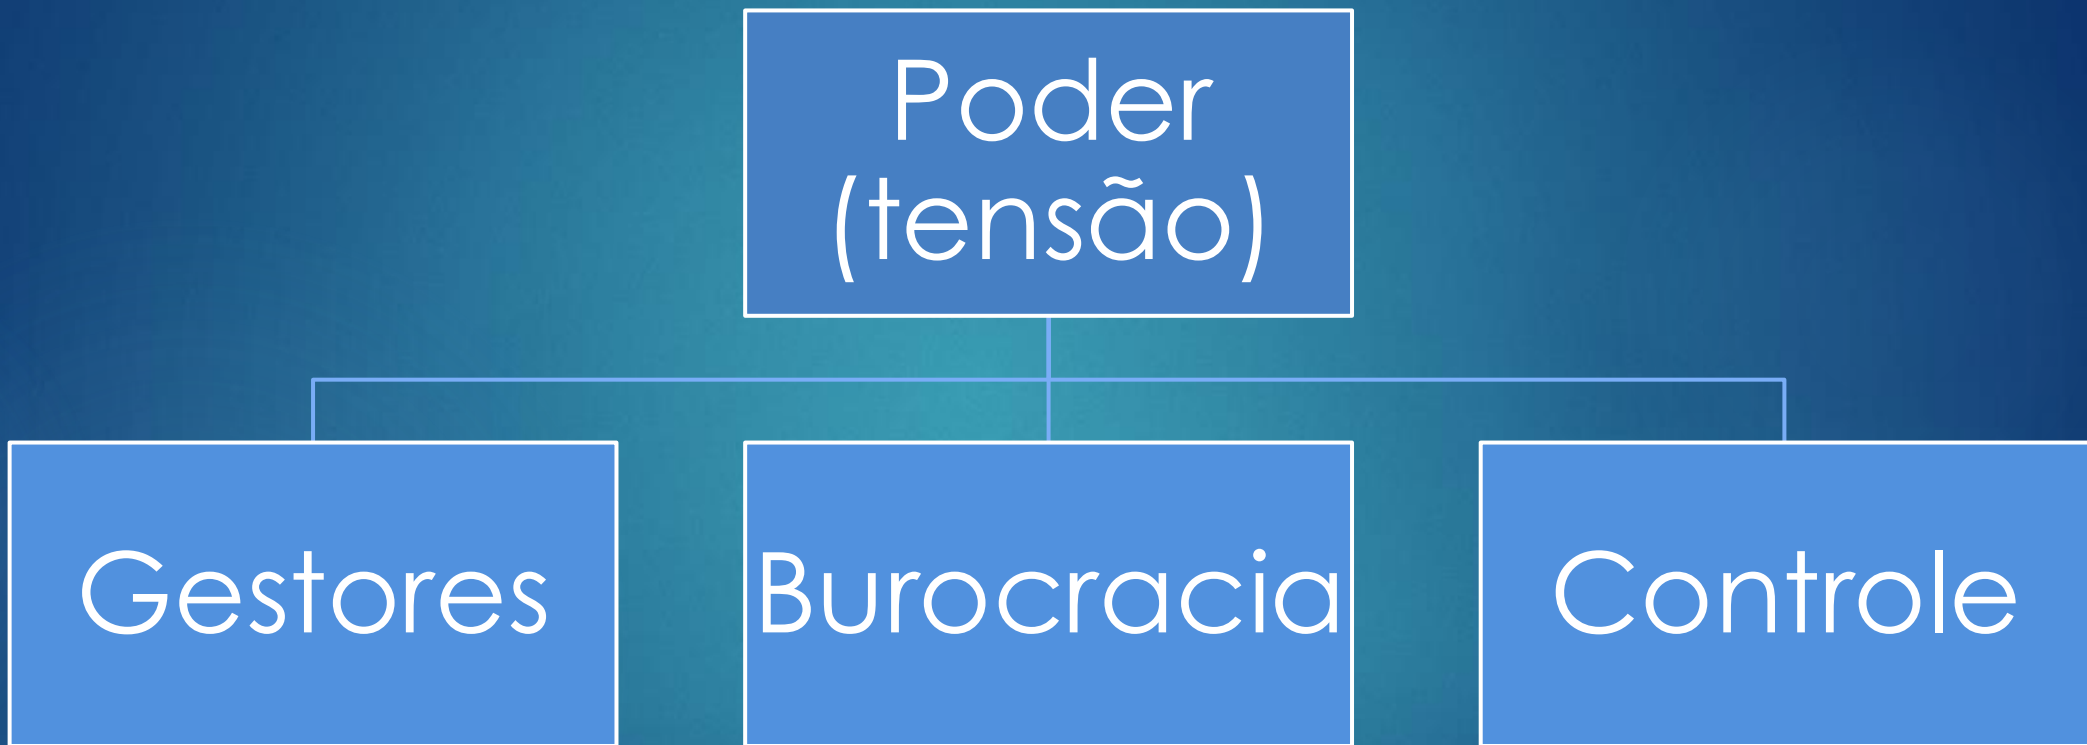 Poder
(tensão)
Gestores
Burocracia
Controle